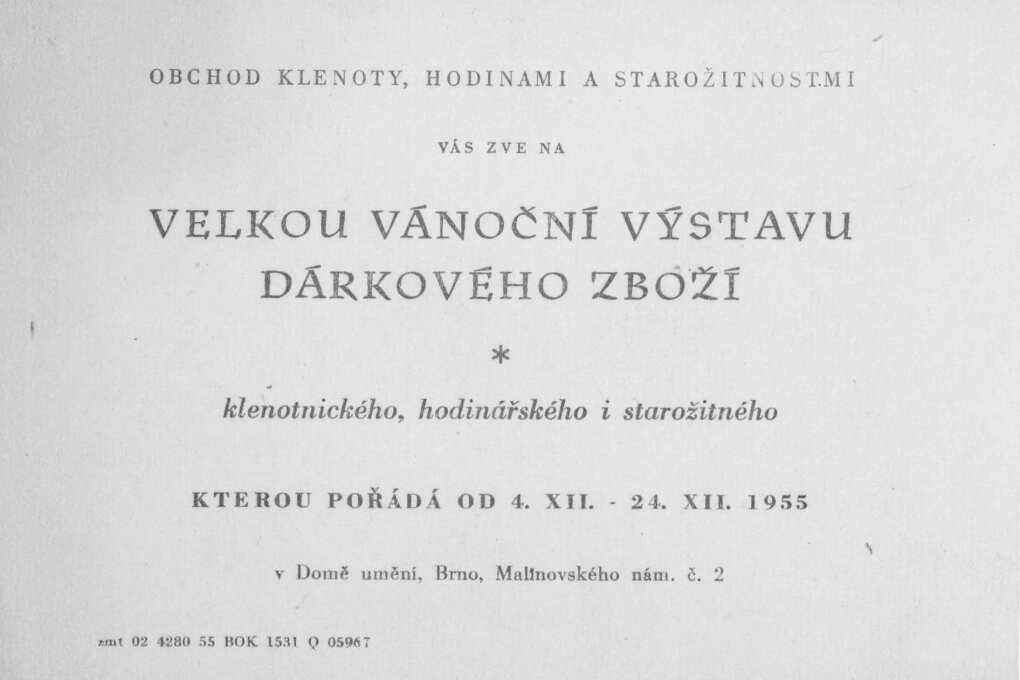 OBCHOD KLENOTY, HODINAMI A STAROŽITNOSTMI
VÁS ZVE NA
VELKOU VÁNOČNÍ VÝSTAVU
DÁRKOVÉHO ZBOŽÍ
*
klenotnického, hodinářského i starožitného
KTEROU POŘÁDÁ OD 4. XII. - 24. XII. 1955
v Domě umění, Brno, Malinovského nám. č. 2
zmt 02 4280 55 BOK 1531 Q 05967